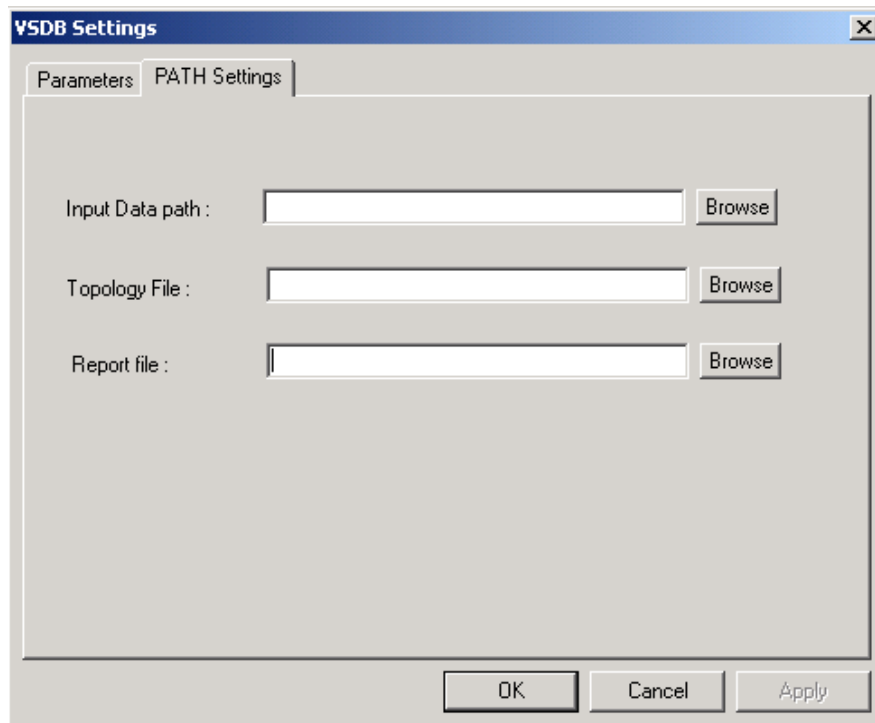 VSDB Settings
Parameters PATH Settings
Input Data path : Browse
Topology File : Browse
Report file : Browse
OK Cancel Apply